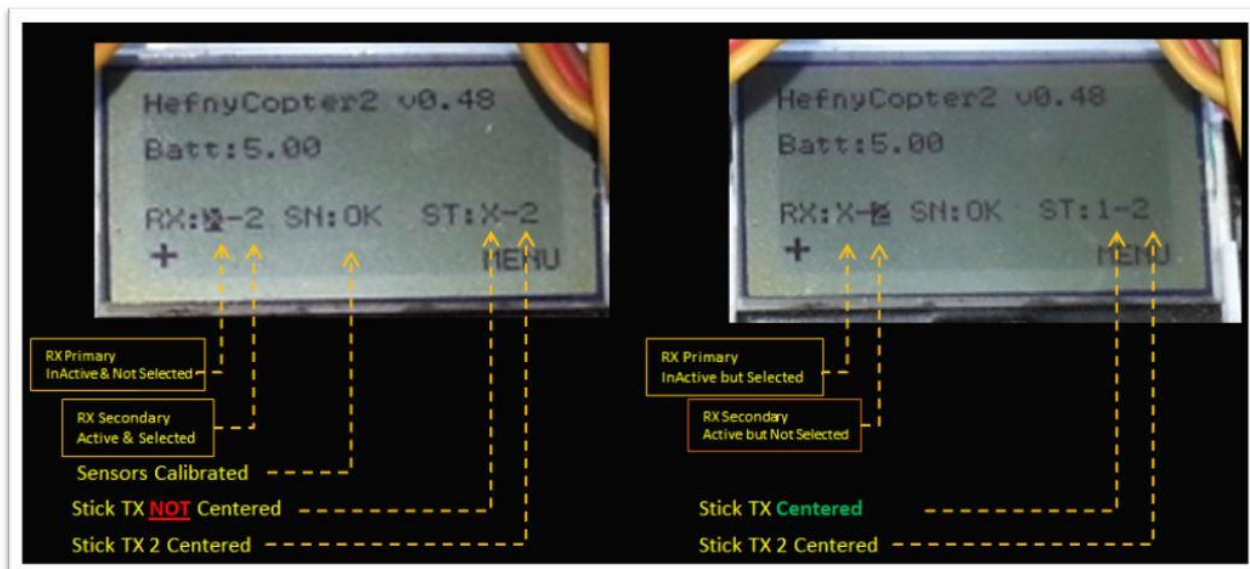 HefnyCopter2 v0.48
Batt:5.00
RX: -2 SN:OK ST:X-2
+ MENU
RX Primary
InActive & Not Selected
RX Secondary
Active & Selected
Sensors Calibrated
Stick TX NOT Centered
Stick TX 2 Centered
HefnyCopter2 v0.48
Batt:5.00
RX:X- SN:OK ST:1-2
+ MENU
RX Primary
InActive but Selected
RX Secondary
Active but Not Selected
Stick TX Centered
Stick TX 2 Centered